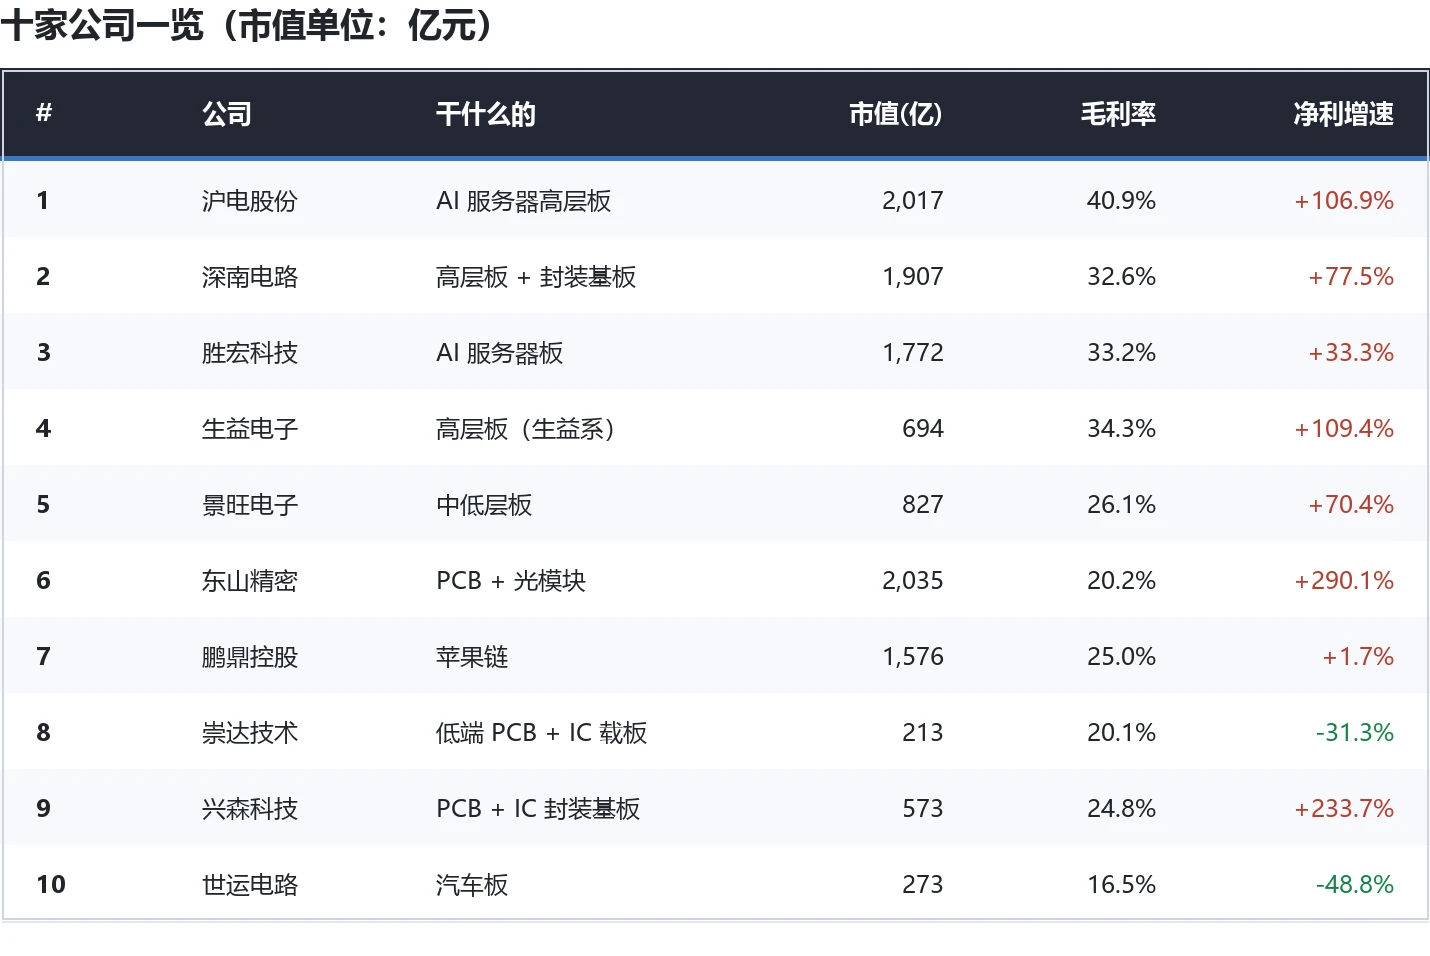 十家公司一览（市值单位：亿元）
# 公司 干什么的 市值(亿) 毛利率 净利增速
1 沪电股份 AI 服务器高层板 2,017 40.9% +106.9%
2 深南电路 高层板 + 封装基板 1,907 32.6% +77.5%
3 胜宏科技 AI 服务器板 1,772 33.2% +33.3%
4 生益电子 高层板（生益系） 694 34.3% +109.4%
5 景旺电子 中低层板 827 26.1% +70.4%
6 东山精密 PCB + 光模块 2,035 20.2% +290.1%
7 鹏鼎控股 苹果链 1,576 25.0% +1.7%
8 崇达技术 低端 PCB + IC 载板 213 20.1% -31.3%
9 兴森科技 PCB + IC 封装基板 573 24.8% +233.7%
10 世运电路 汽车板 273 16.5% -48.8%